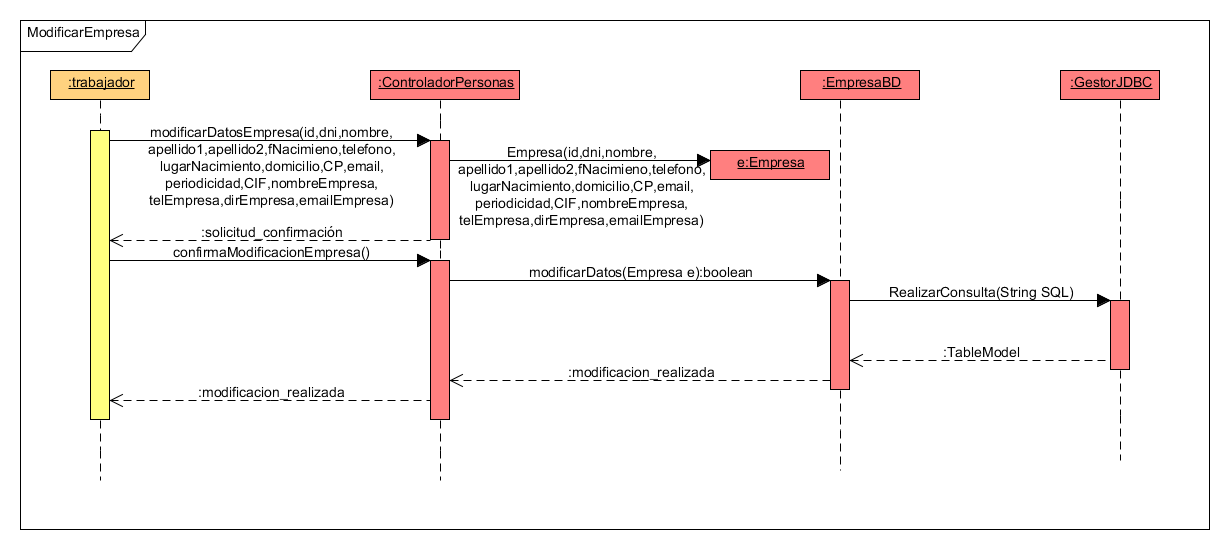 ModificarEmpresa
:trabajador
:ControladorPersonas
:EmpresaBD
:GestorJDBC
modificarDatosEmpresa(id,dni,nombre,
apellido1,apellido2,fNacimieno,telefono,
lugarNacimiento,domicilio,CP,email,
periodicidad,CIF,nombreEmpresa,
telEmpresa,dirEmpresa,emailEmpresa)
Empresa(id,dni,nombre,
apellido1,apellido2,fNacimieno,telefono,
lugarNacimiento,domicilio,CP,email,
periodicidad,CIF,nombreEmpresa,
telEmpresa,dirEmpresa,emailEmpresa)
e:Empresa
:solicitud_confirmación
confirmaModificacionEmpresa()
modificarDatos(Empresa e):boolean
RealizarConsulta(String SQL)
:TableModel
:modificacion_realizada
:modificacion_realizada